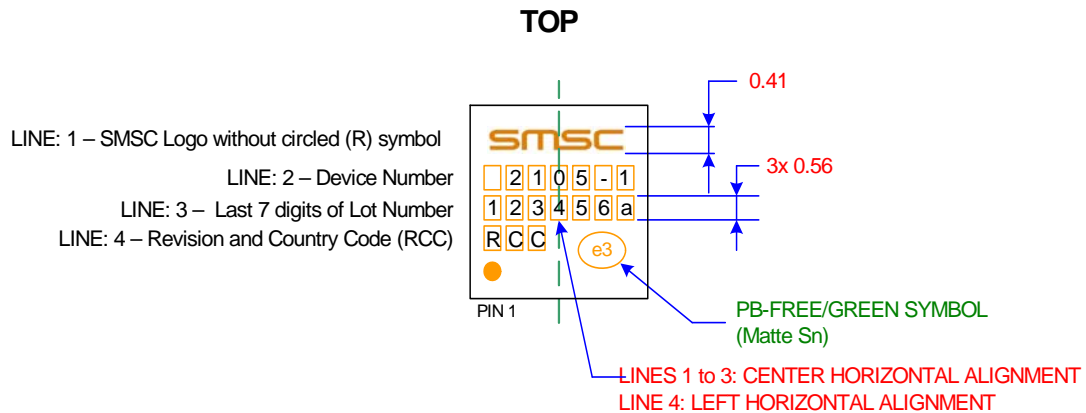 TOP
0.41
LINE: 1 – SMSC Logo without circled (R) symbol
SMSC
3x 0.56
LINE: 2 – Device Number
2105-1
LINE: 3 – Last 7 digits of Lot Number
123456a
LINE: 4 – Revision and Country Code (RCC)
RCC
e3
PIN 1
PB-FREE/GREEN SYMBOL
(Matte Sn)
LINES 1 to 3: CENTER HORIZONTAL ALIGNMENT
LINE 4: LEFT HORIZONTAL ALIGNMENT